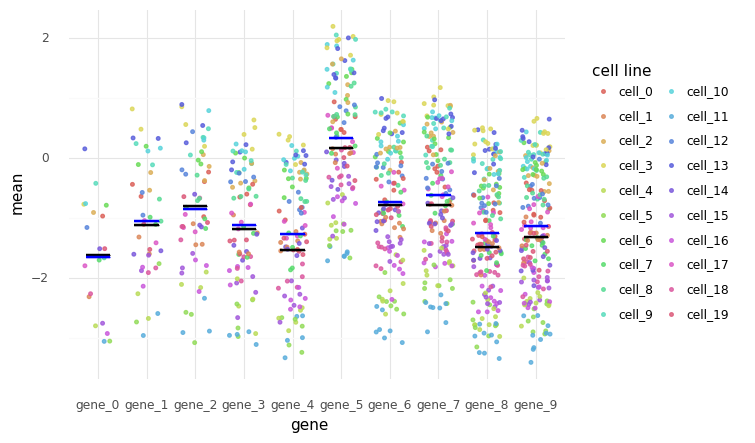 2
0
−2
mean
gene_0 gene_1 gene_2 gene_3 gene_4 gene_5 gene_6 gene_7 gene_8 gene_9
gene
cell line
cell_0 cell_10
cell_1 cell_11
cell_2 cell_12
cell_3 cell_13
cell_4 cell_14
cell_5 cell_15
cell_6 cell_16
cell_7 cell_17
cell_8 cell_18
cell_9 cell_19